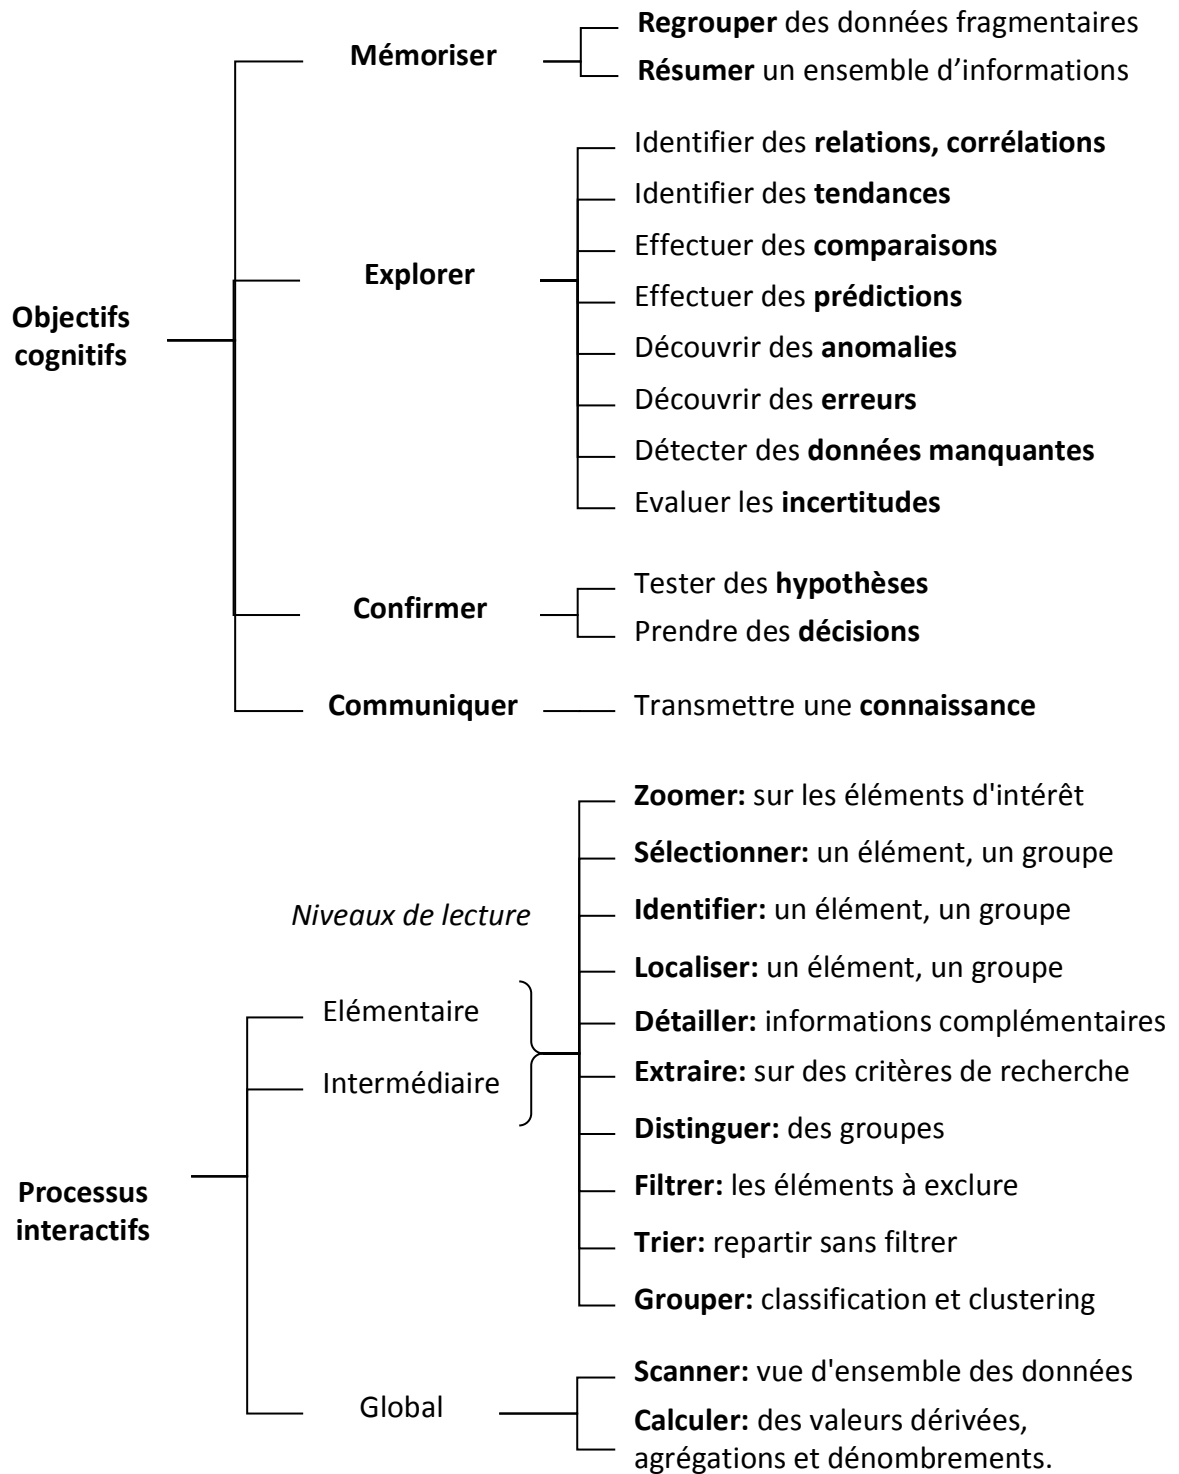 Regrouper des données fragmentaires
Mémoriser
Résumer un ensemble d’informations
Identifier des relations, corrélations
Identifier des tendances
Effectuer des comparaisons
Explorer
Effectuer des prédictions
Objectifs
cognitifs
Découvrir des anomalies
Découvrir des erreurs
Détecter des données manquantes
Evaluer les incertitudes
Tester des hypothèses
Confirmer
Prendre des décisions
Communiquer
Transmettre une connaissance
Zoomer: sur les éléments d'intérêt
Sélectionner: un élément, un groupe
Niveaux de lecture
Identifier: un élément, un groupe
Localiser: un élément, un groupe
Elémentaire
Détailler: informations complémentaires
Intermédiaire
Extraire: sur des critères de recherche
Distinguer: des groupes
Processus
interactifs
Filtrer: les éléments à exclure
Trier: repartir sans filtrer
Grouper: classification et clustering
Scanner: vue d'ensemble des données
Global
Calculer: des valeurs dérivées,
agrégations et dénombrements.